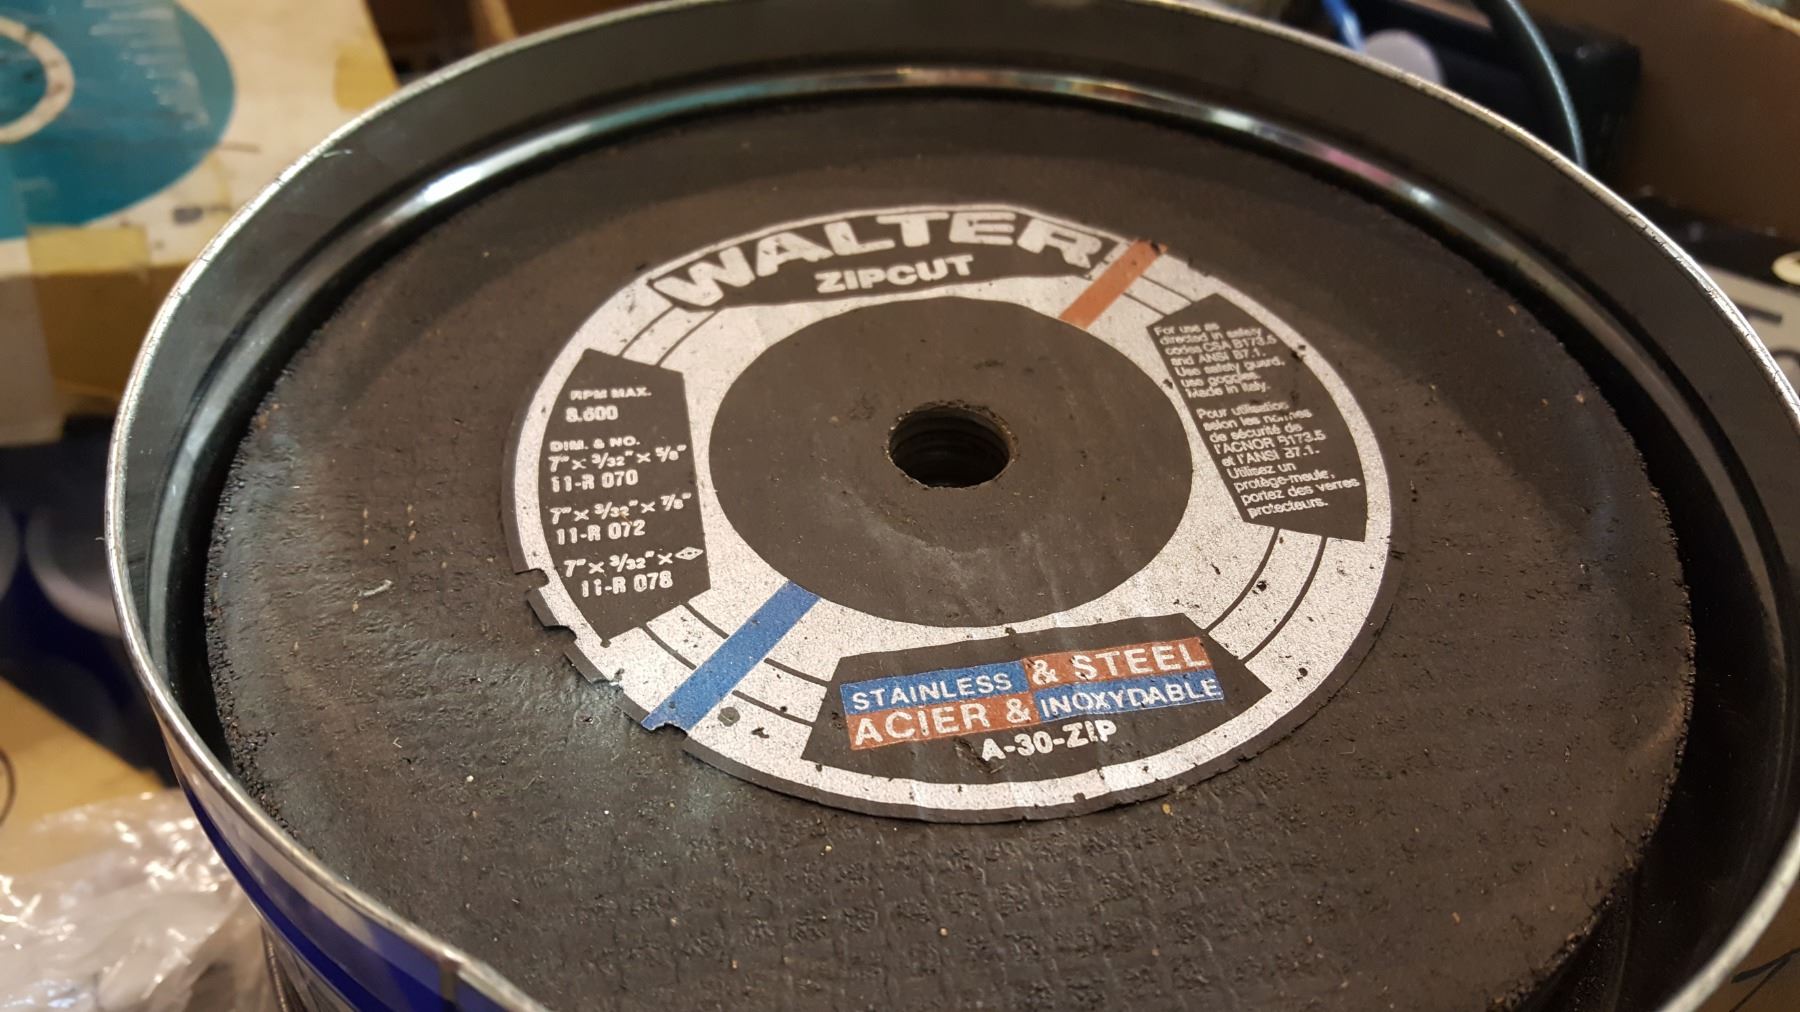 WALTER
ZIPCUT
RPM MAX.
8.600
DIM. & NO.
7" x 3/32" x 5/8"
11-R 070
7" x 3/32" x 7/8"
11-R 072
7" x 3/32" x
11-R 078
For use as
directed in safety
codes CSA B173.5
and ANSI B7.1.
Use safety guard,
use goggles.
Made in Italy.
Pour utilisation
selon les normes
de sécurité de
l'ACNOR B173.5
et l'ANSI B7.1.
Utilisez un
protège-meule,
portez des verres
protecteurs.
STAINLESS & STEEL
ACIER & INOXYDABLE
A-30-ZIP